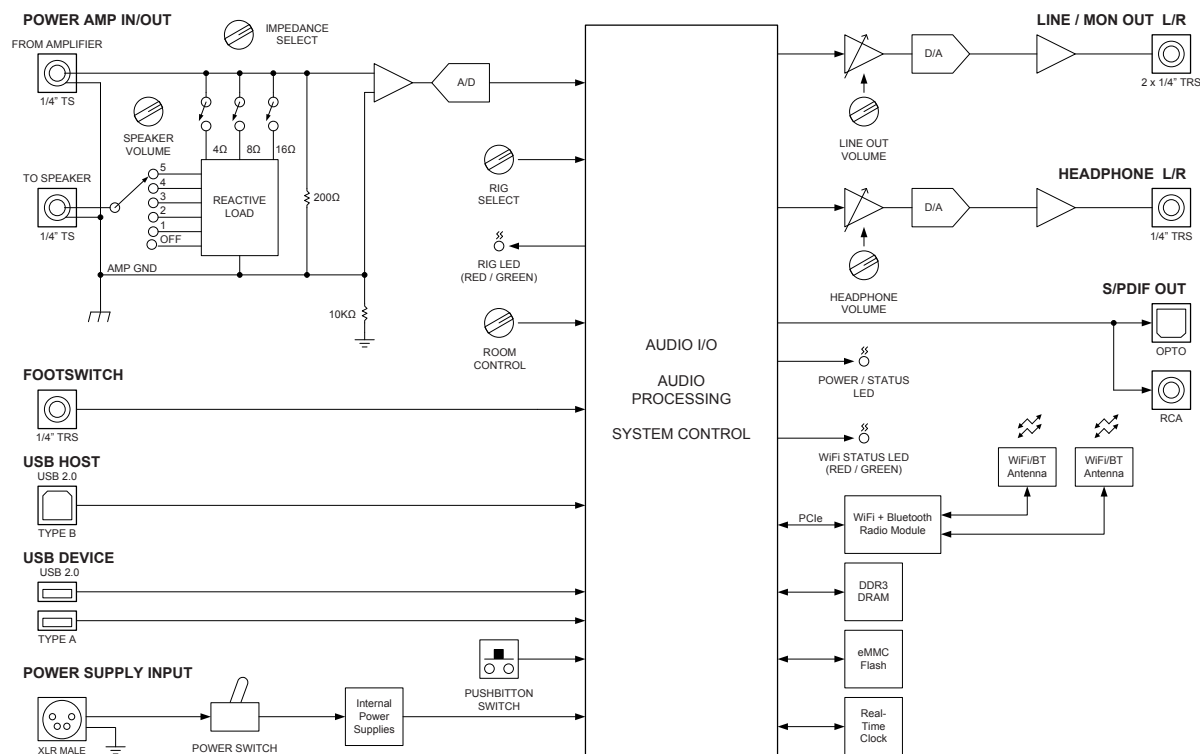 POWER AMP IN/OUT
FROM AMPLIFIER
1/4" TS
IMPEDANCE
SELECT
SPEAKER
VOLUME
TO SPEAKER
1/4" TS
5
4
3
2
1
OFF
4Ω
8Ω
16Ω
REACTIVE
LOAD
200Ω
AMP GND
10KΩ
A/D
RIG
SELECT
RIG LED
(RED / GREEN)
ROOM
CONTROL
FOOTSWITCH
1/4" TRS
USB HOST
USB 2.0
TYPE B
USB DEVICE
USB 2.0
TYPE A
POWER SUPPLY INPUT
XLR MALE
POWER SWITCH
Internal
Power
Supplies
PUSHBITTON
SWITCH
AUDIO I/O
AUDIO
PROCESSING
SYSTEM CONTROL
LINE / MON OUT L/R
D/A
2 x 1/4" TRS
LINE OUT
VOLUME
HEADPHONE L/R
D/A
1/4" TRS
HEADPHONE
VOLUME
S/PDIF OUT
OPTO
RCA
POWER / STATUS
LED
WiFi STATUS LED
(RED / GREEN)
WiFi/BT
Antenna
WiFi/BT
Antenna
PCIe
WiFi + Bluetooth
Radio Module
DDR3
DRAM
eMMC
Flash
Real-
Time
Clock